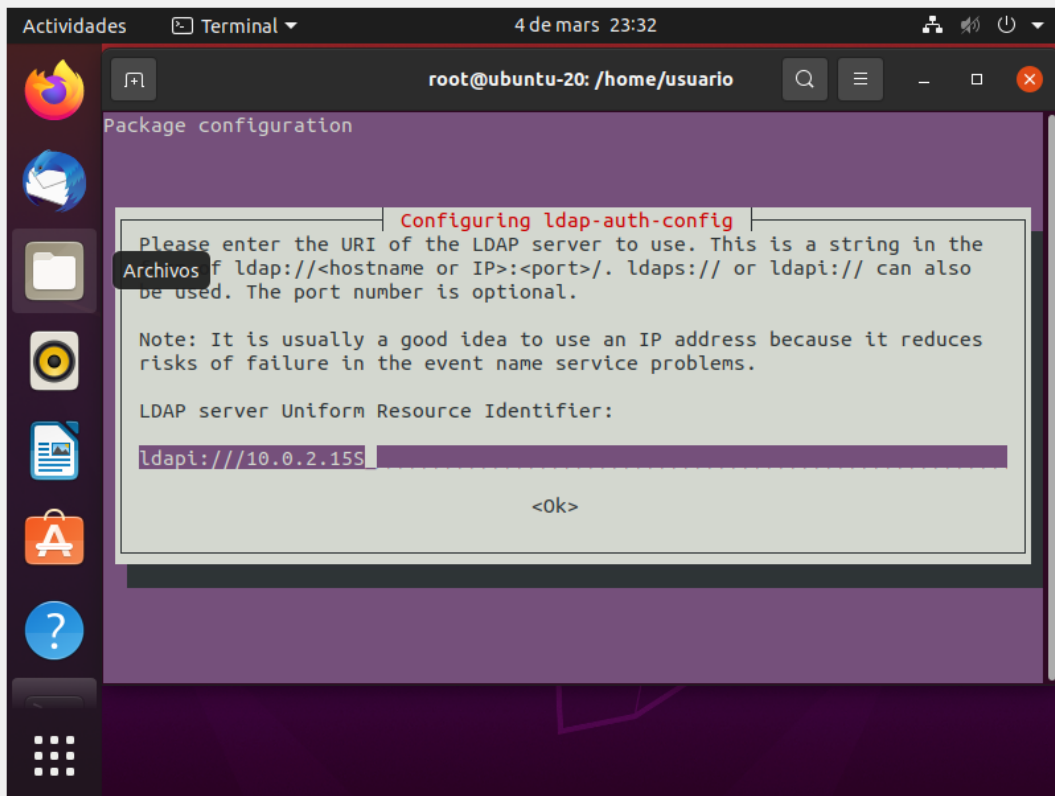 Actividades Terminal 4 de mars 23:32
root@ubuntu-20: /home/usuario
Package configuration
Configuring ldap-auth-config
Please enter the URI of the LDAP server to use. This is a string in the
Archivos f ldap://<hostname or IP>:<port>/. ldaps:// or ldapi:// can also
be used. The port number is optional.
Note: It is usually a good idea to use an IP address because it reduces
risks of failure in the event name service problems.
LDAP server Uniform Resource Identifier:
ldapi:///10.0.2.15S_
<Ok>